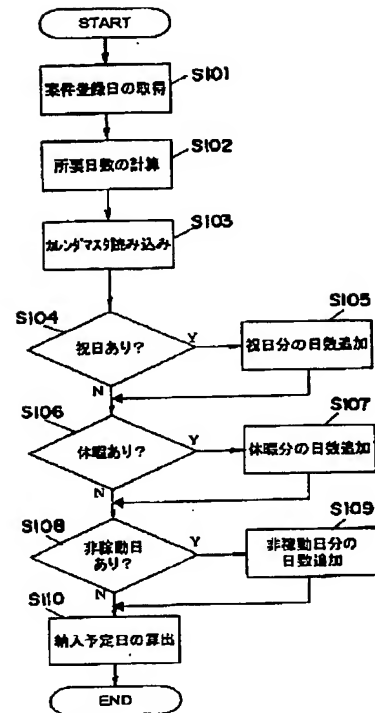 START
S101
案件登録日の取得
S102
所要日数の計算
S103
カレンダマスタ読み込み
S104
祝日あり?
Y
S105
祝日分の日数追加
N
S106
休暇あり?
Y
S107
休暇分の日数追加
N
S108
非稼動日
あり?
Y
S109
非稼動日分の
日数追加
N
S110
納入予定日の算出
END